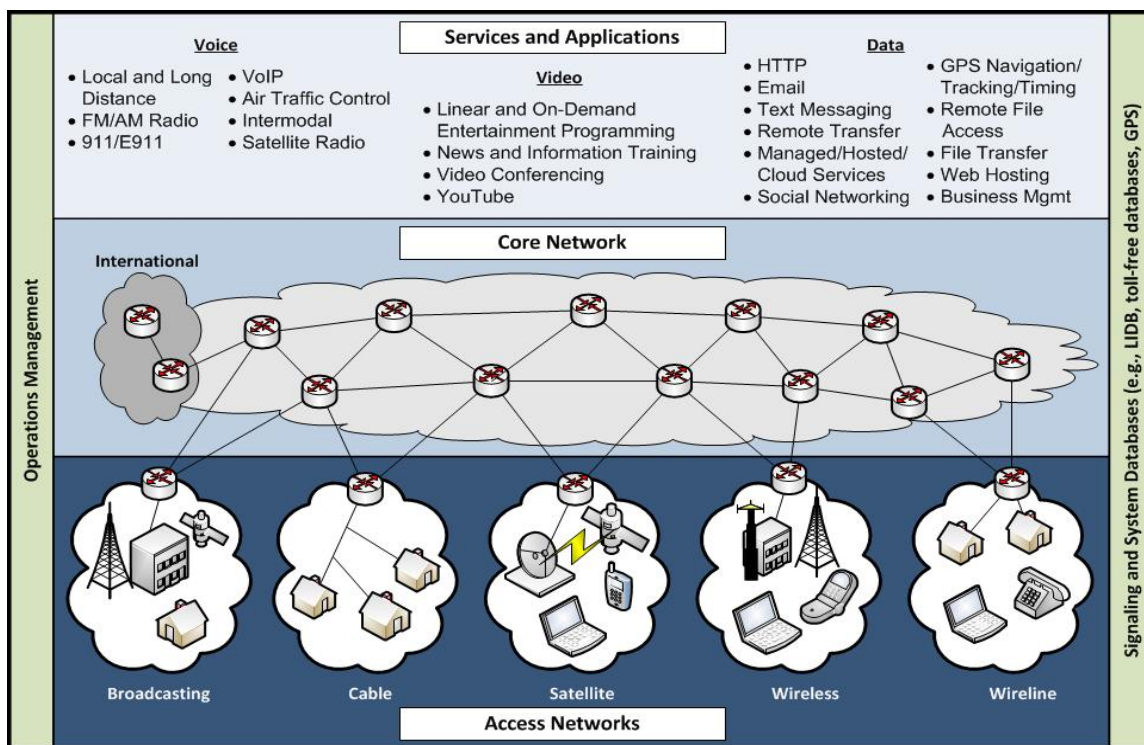 Services and Applications
Voice
• Local and Long
Distance
• FM/AM Radio
• 911/E911
• VoIP
• Air Traffic Control
• Intermodal
• Satellite Radio
Video
• Linear and On-Demand
Entertainment Programming
• News and Information Training
• Video Conferencing
• YouTube
Data
• HTTP
• Email
• Text Messaging
• Remote Transfer
• Managed/Hosted/
Cloud Services
• Social Networking
• GPS Navigation/
Tracking/Timing
• Remote File
Access
• File Transfer
• Web Hosting
• Business Mgmt
Operations Management
Signaling and System Databases (e.g., LIDB, toll-free databases, GPS)
Core Network
International
Broadcasting
Cable
Satellite
Wireless
Wireline
Access Networks